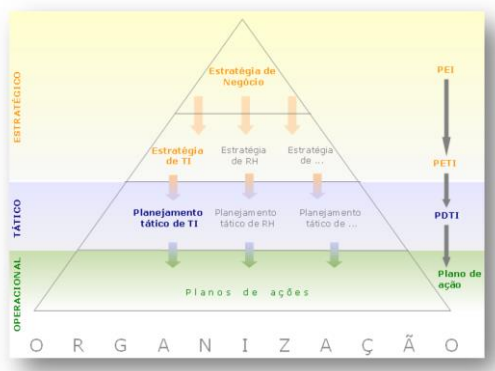 ESTRATÉGICO
Estratégia de
Negócio
PEI
Estratégia
de TI
Estratégia
de RH
Estratégia
de ...
PETI
TÁTICO
Planejamento
tático de TI
Planejamento
tático de RH
Planejamento
tático de ...
PDTI
OPERACIONAL
Planos de ações
Plano de
ação
ORGANIZAÇÃO